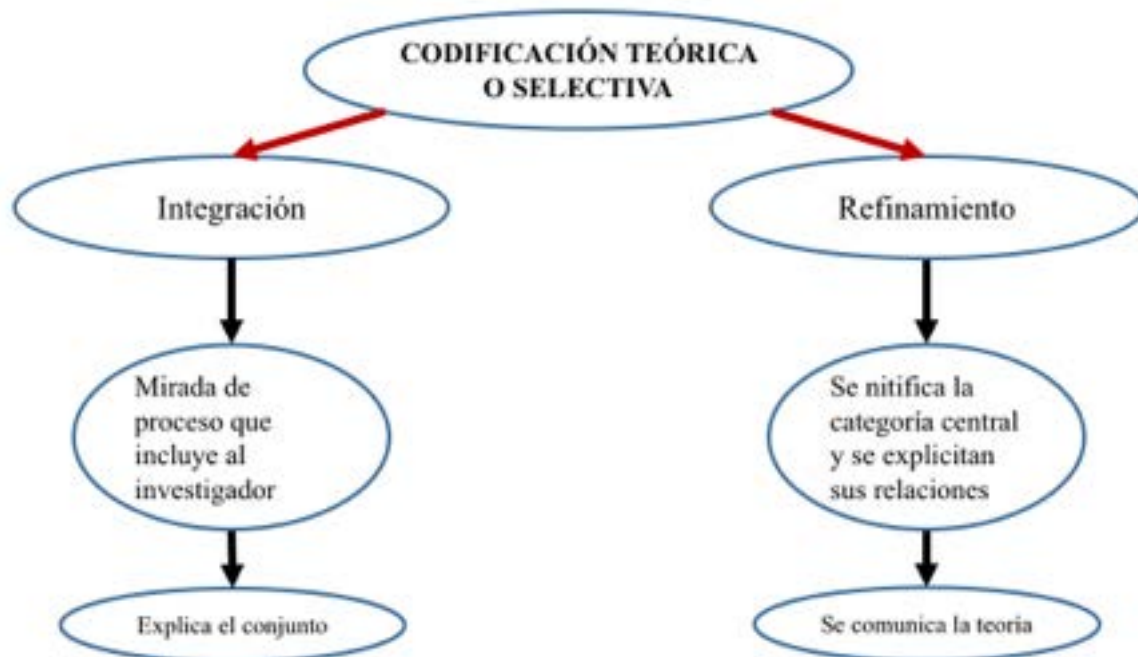 CODIFICACIÓN TEÓRICA
O SELECTIVA
Integración
Refinamiento
Mirada de
proceso que
incluye al
investigador
Se nitifica la
categoría central
y se explicitan
sus relaciones
Explica el conjunto
Se comunica la teoria